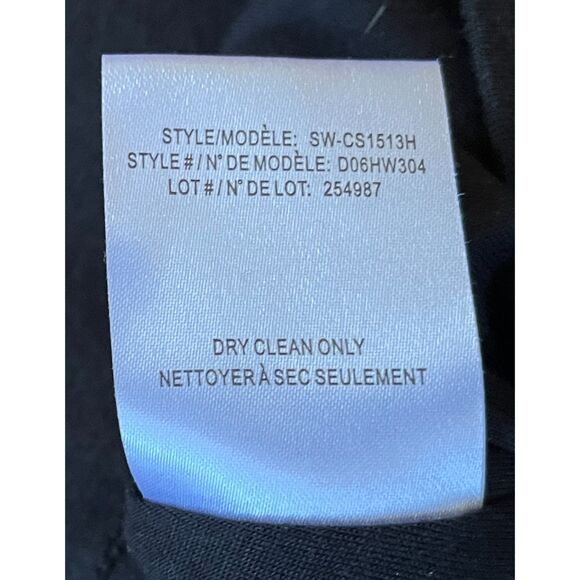 STYLE/MODÈLE: SW-CS1513H
STYLE # / N° DE MODÈLE: D06HW304
LOT # / N° DE LOT: 254987
DRY CLEAN ONLY
NETTOYER À SEC SEULEMENT